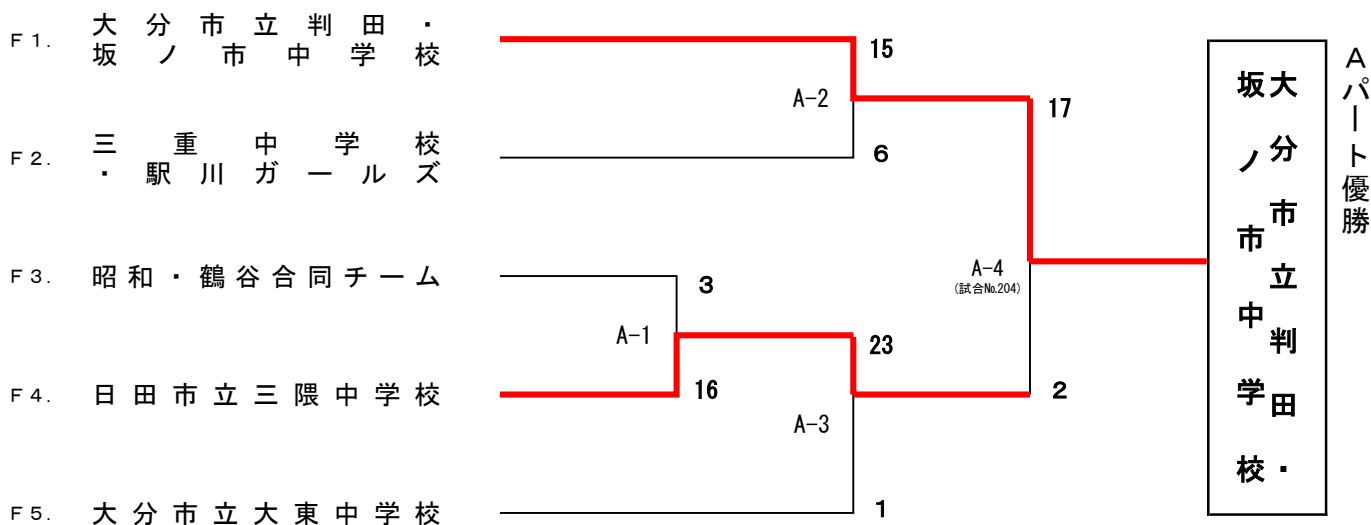 F1. 大分市立判田・
坂ノ市中学校
15
A-2
17
F2. 三重中学校
・駅川ガールズ
6
F3. 昭和・鶴谷合同チーム
3
A-4
(試合No.204)
A-1
23
F4. 日田市立三隈中学校
16
2
A-3
F5. 大分市立大東中学校
1
大分市立判田・
坂ノ市中学校
Aパート優勝